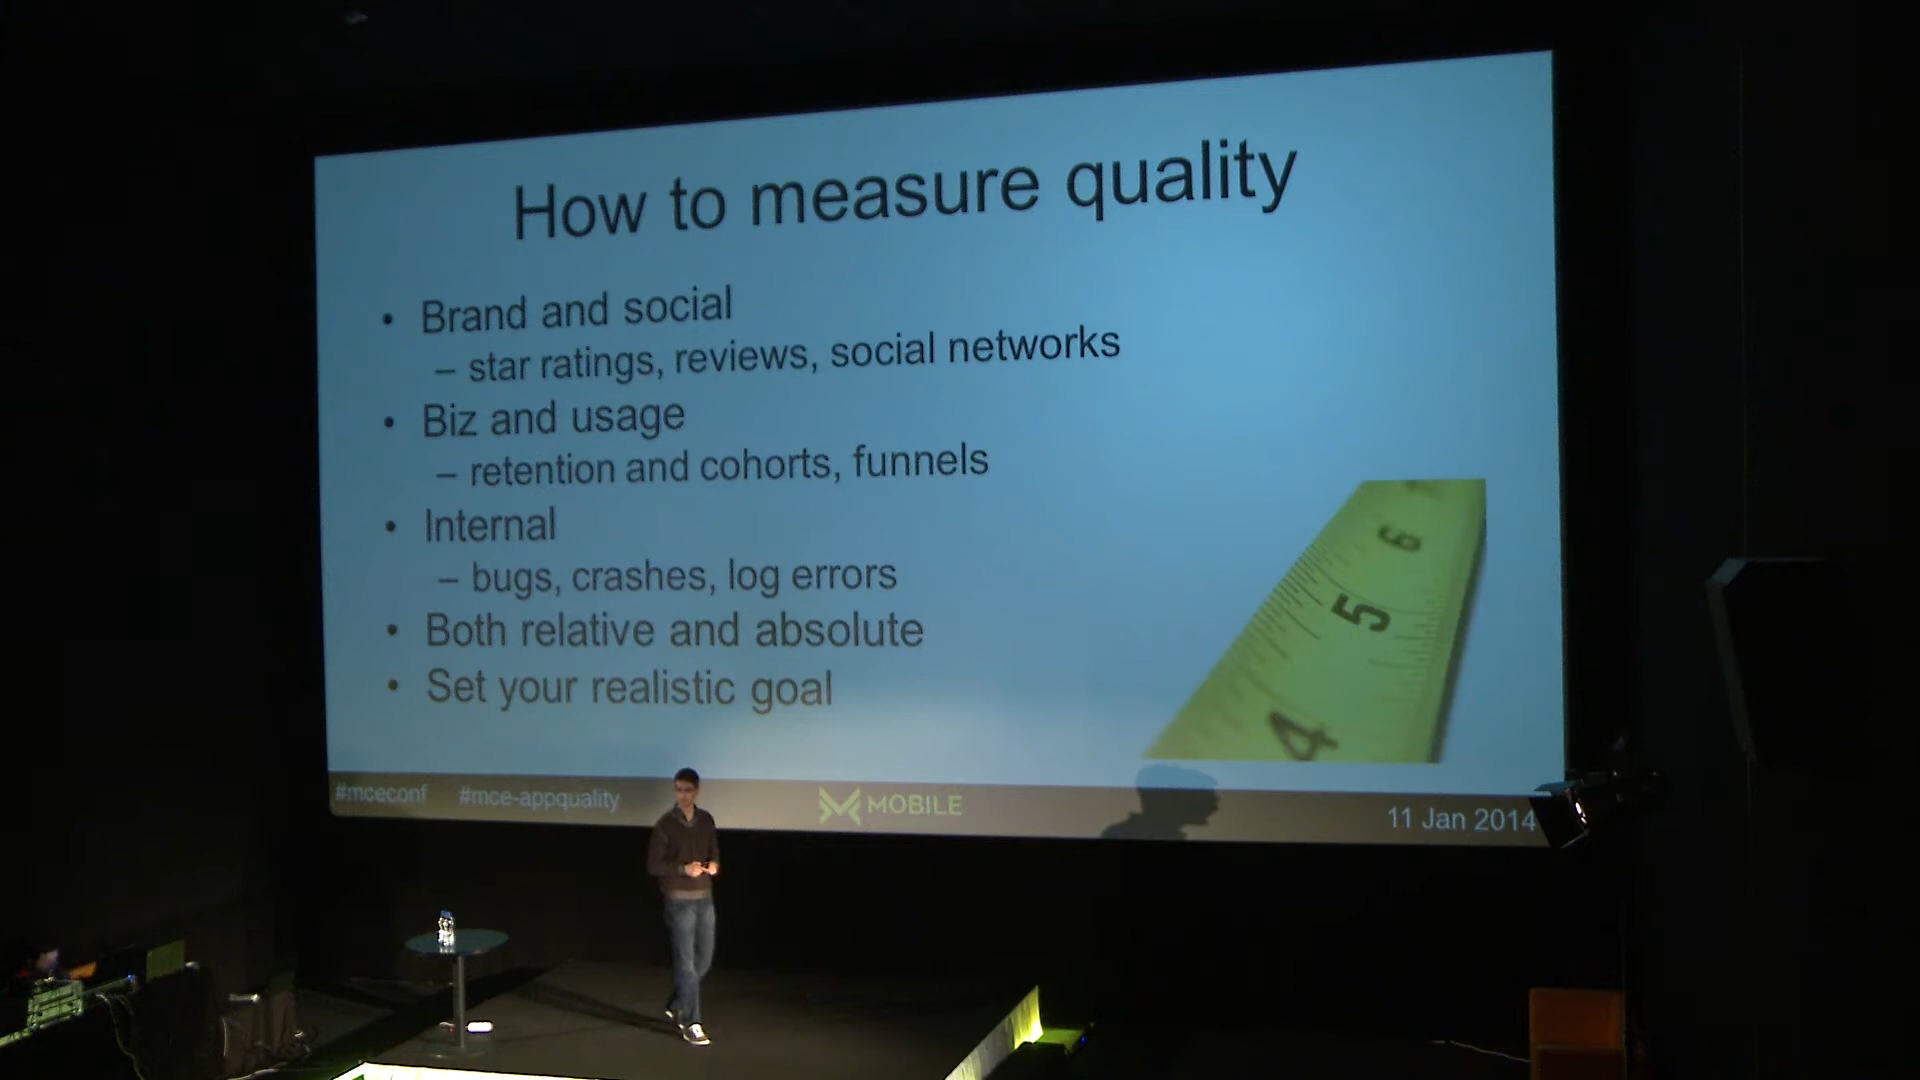 How to measure quality
• Brand and social
– star ratings, reviews, social networks
• Biz and usage
– retention and cohorts, funnels
• Internal
– bugs, crashes, log errors
• Both relative and absolute
• Set your realistic goal
6
5
4
#mceconf #mce-appquality MOBILE 11 Jan 2014